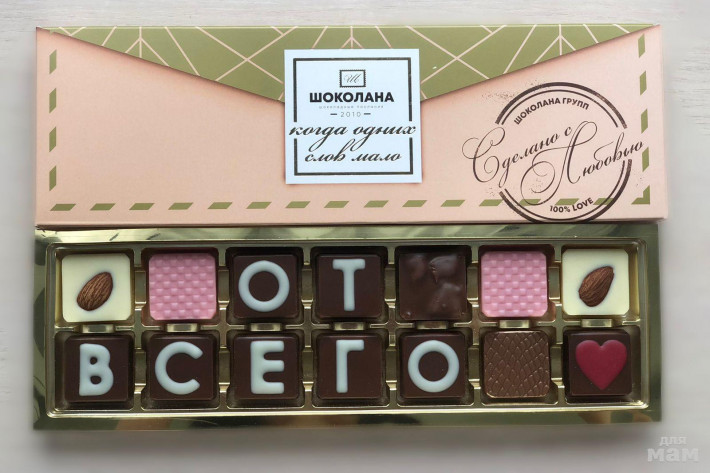 Ш
ШОКОЛАНА
2010
когда одних
слов мало
ШОКОЛАНА ГРУПП
Сделано с
Любовью
100% LOVE
ОТ
ВСЕГО
для
мам